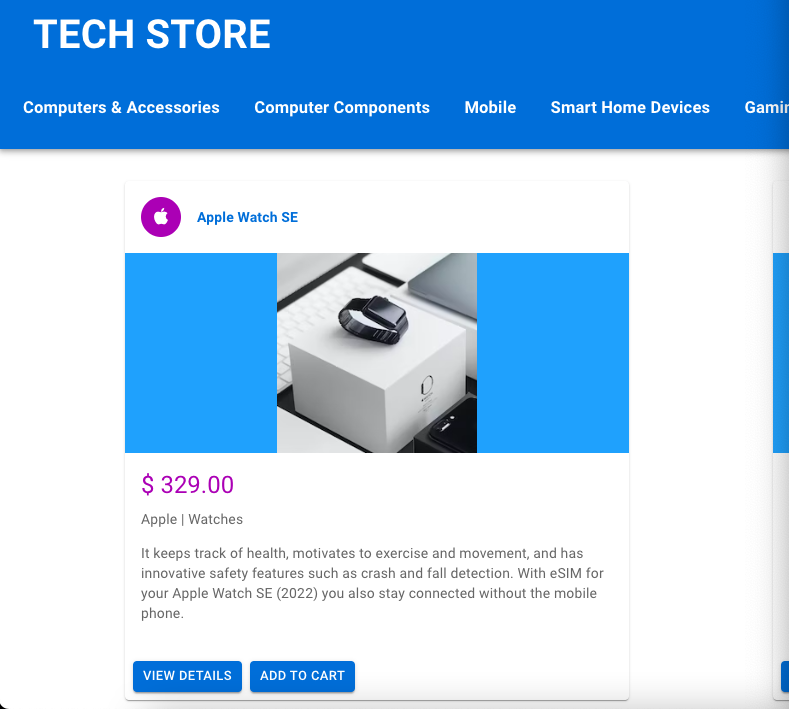 TECH STORE
Computers & Accessories Computer Components Mobile Smart Home Devices
Apple Watch SE
$ 329.00
Apple | Watches
It keeps track of health, motivates to exercise and movement, and has
innovative safety features such as crash and fall detection. With eSIM for
your Apple Watch SE (2022) you also stay connected without the mobile
phone.
VIEW DETAILS ADD TO CART